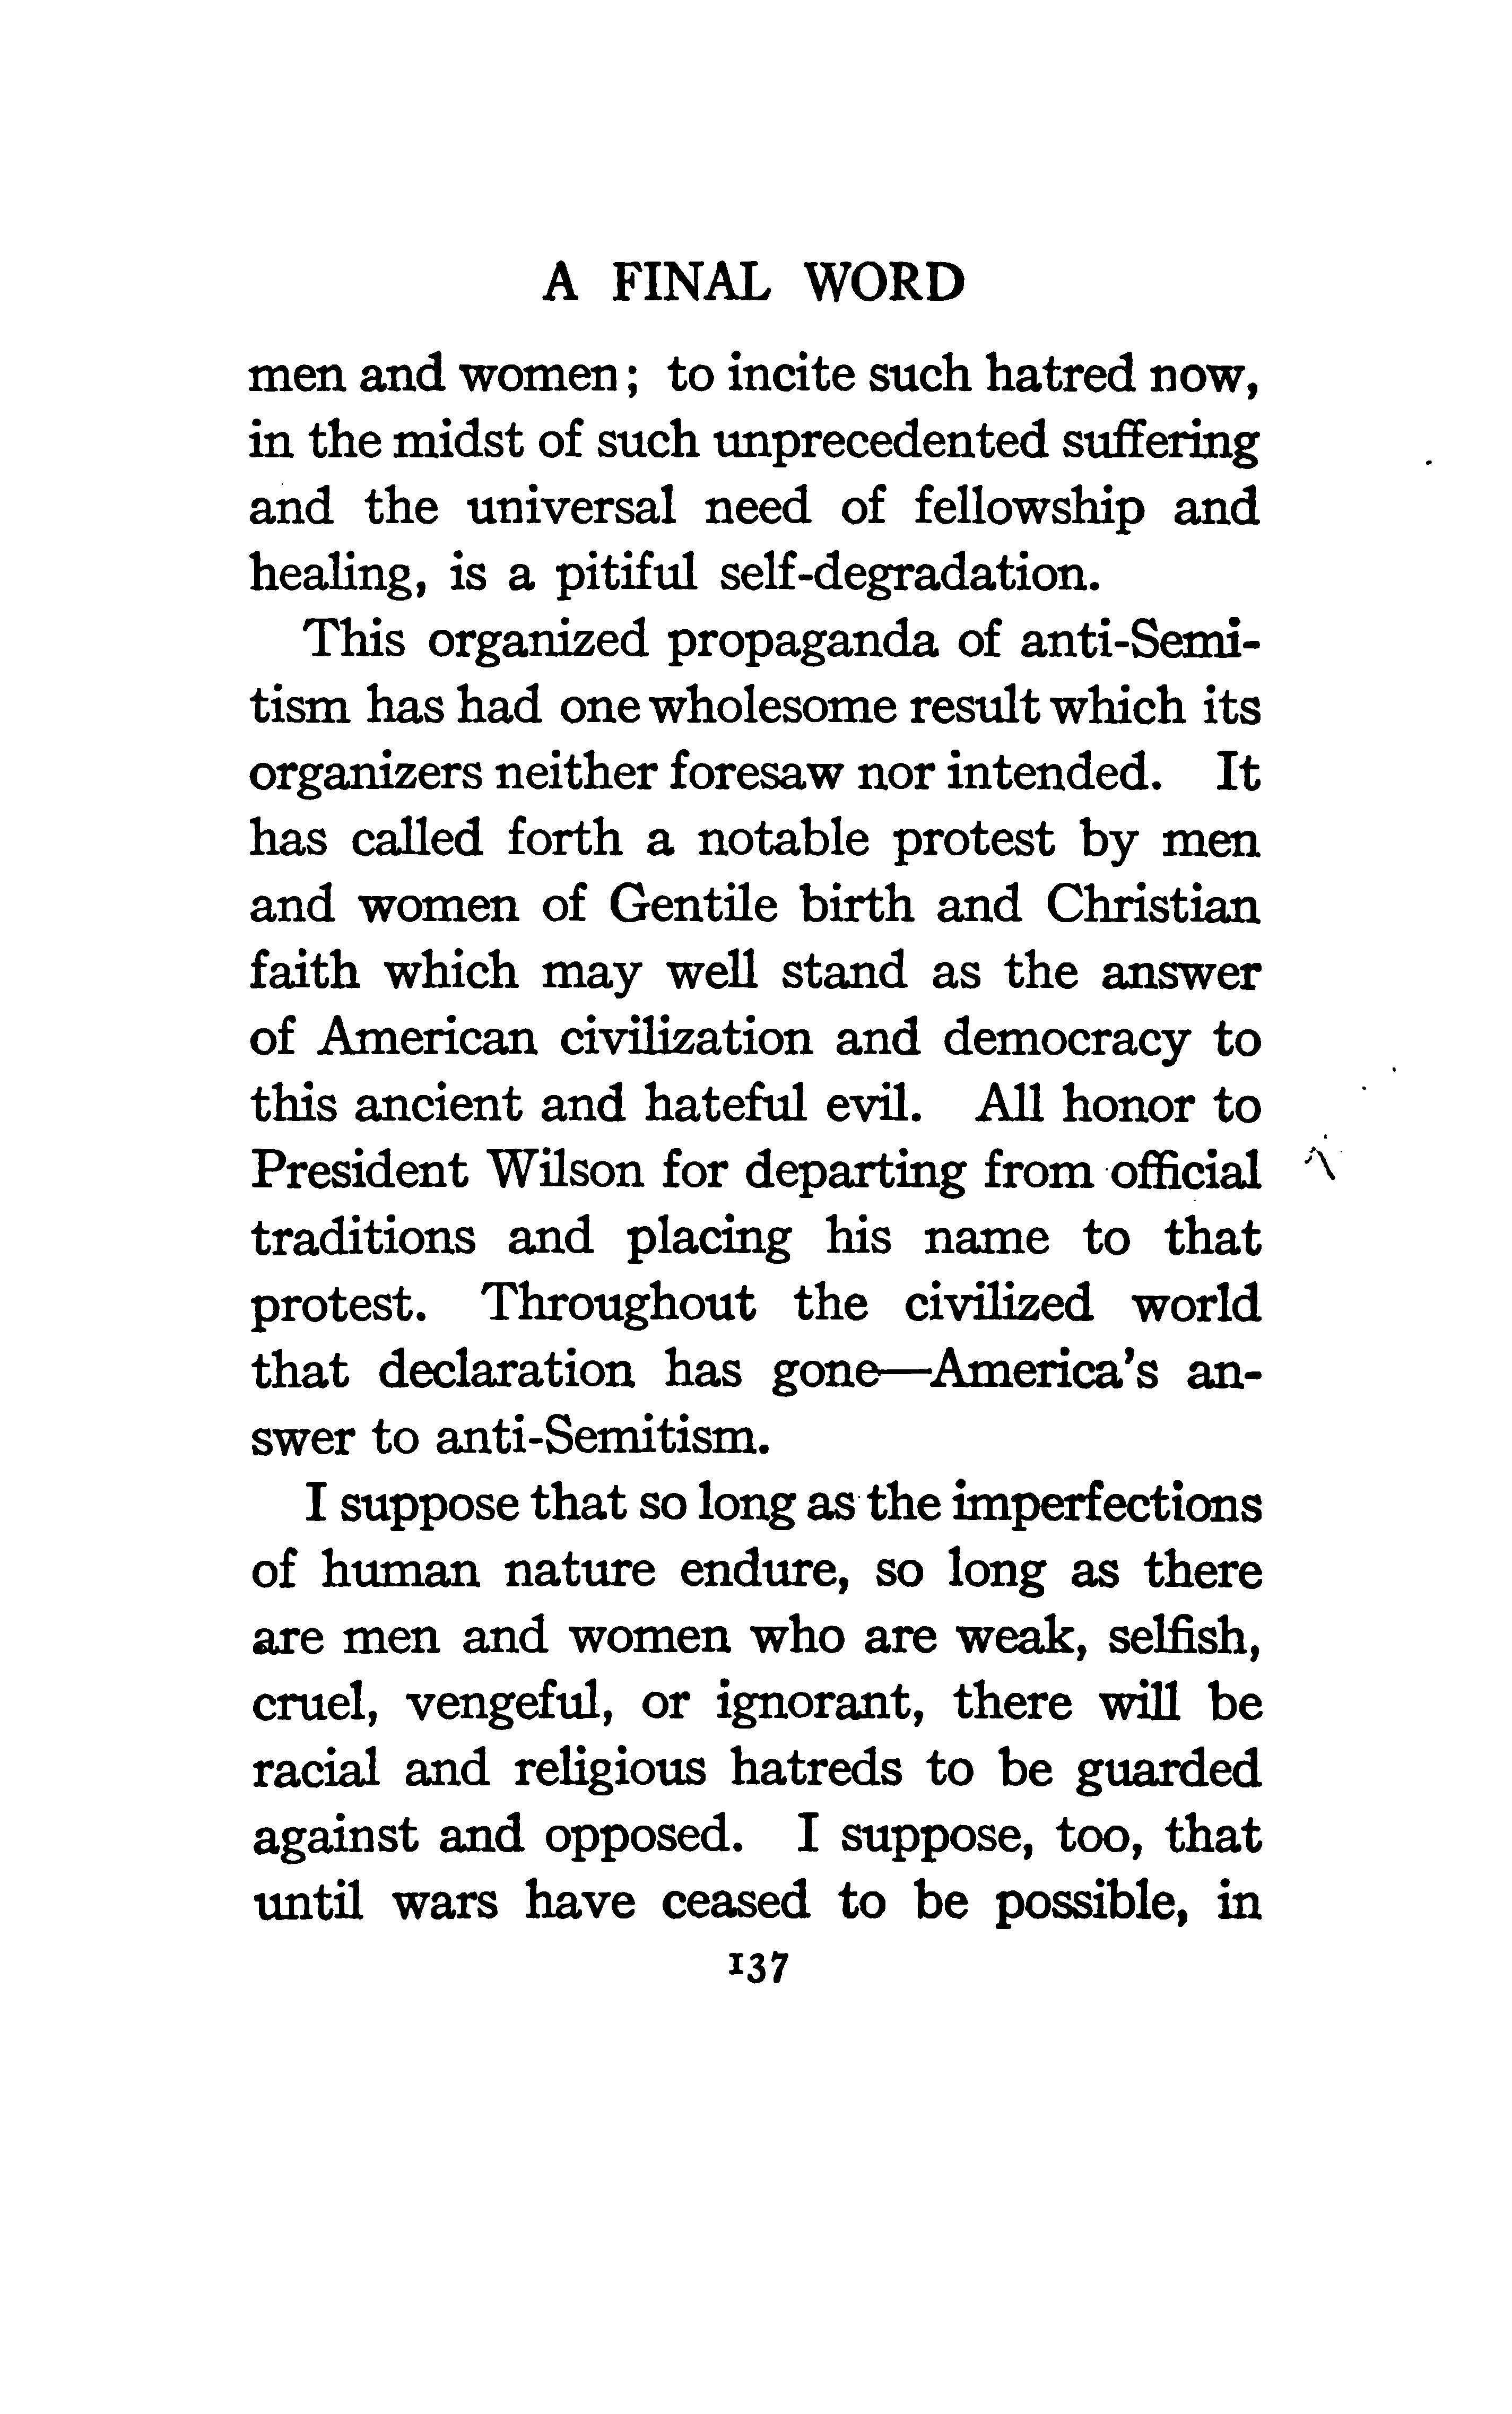 A FINAL WORD
men and women; to incite such hatred now,
in the midst of such unprecedented suffering
and the universal need of fellowship and
healing, is a pitiful self-degradation.
This organized propaganda of anti-Semi-
tism has had one wholesome result which its
organizers neither foresaw nor intended. It
has called forth a notable protest by men
and women of Gentile birth and Christian
faith which may well stand as the answer
of American civilization and democracy to
this ancient and hateful evil. All honor to
President Wilson for departing from official
traditions and placing his name to that
protest. Throughout the civilized world
that declaration has gone—America's an-
swer to anti-Semitism.
I suppose that so long as the imperfections
of human nature endure, so long as there
are men and women who are weak, selfish,
cruel, vengeful, or ignorant, there will be
racial and religious hatreds to be guarded
against and opposed. I suppose, too, that
until wars have ceased to be possible, in
137